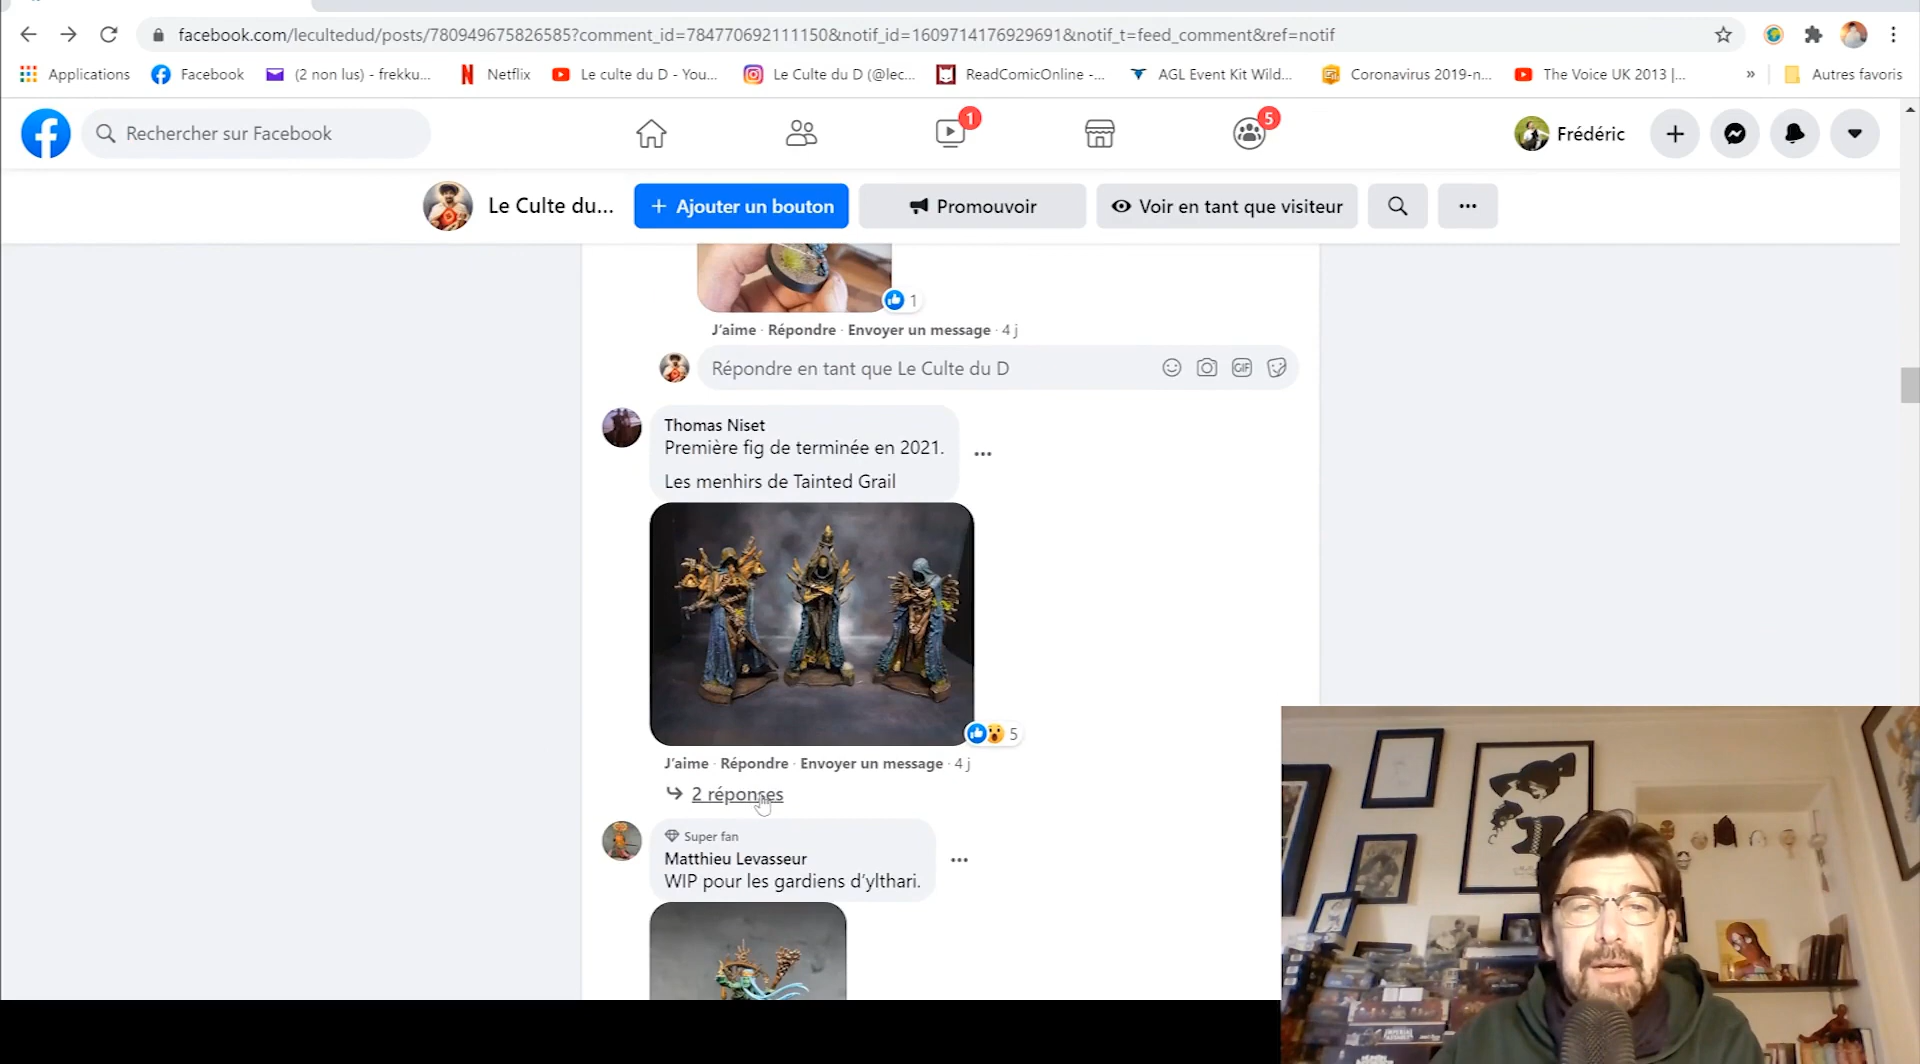 facebook.com/lecultedud/posts/780949675826585?comment_id=784770692111150&notif_id=1609714176929691&notif_t=feed_comment&ref=notif
Applications Facebook (2 non lus) - frekku... Netflix Le culte du D - You... Le Culte du D (@lec... ReadComicOnline -... AGL Event Kit Wild... Coronavirus 2019-n... The Voice UK 2013 |... » Autres favoris
Rechercher sur Facebook 1 5 Frédéric
Le Culte du... + Ajouter un bouton Promouvoir Voir en tant que visiteur ...
1
J'aime · Répondre · Envoyer un message · 4 j
Répondre en tant que Le Culte du D GIF
Thomas Niset
Première fig de terminée en 2021.
Les menhirs de Tainted Grail
5
J'aime · Répondre · Envoyer un message · 4 j
2 réponses
Super fan
Matthieu Levasseur
WIP pour les gardiens d'ylthari.